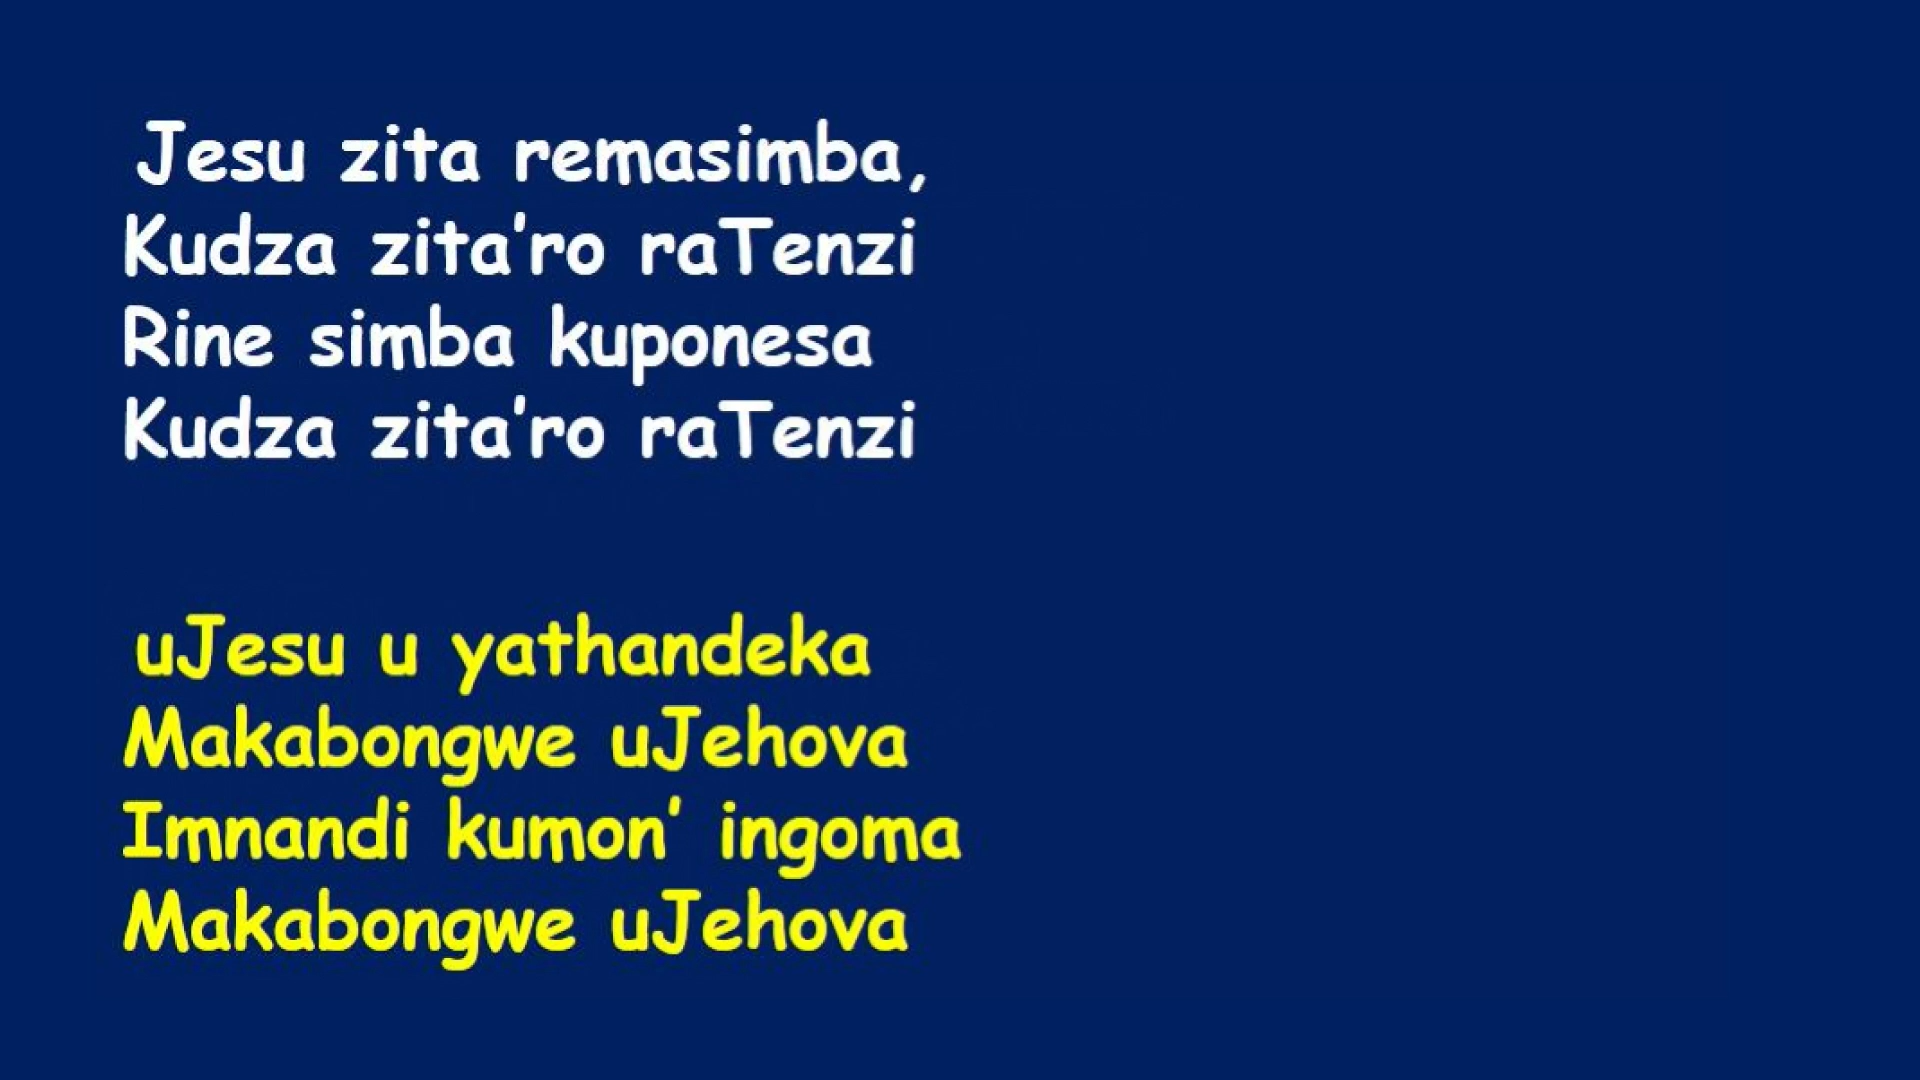 Jesu zita remasimba,
Kudza zita’ro raTenzi
Rine simba kuponesa
Kudza zita’ro raTenzi
uJesu u yathandeka
Makabongwe uJehova
Imnandi kumon’ ingoma
Makabongwe uJehova